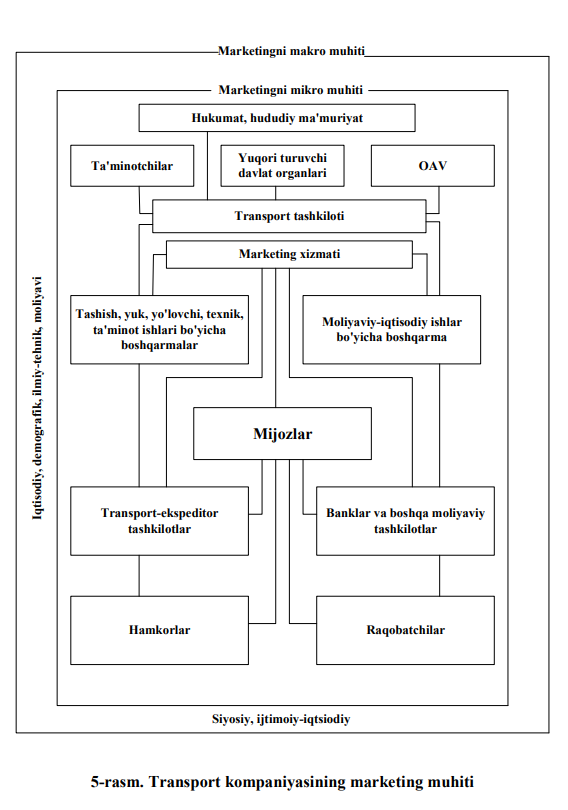 Marketingni makro muhiti
Marketingni mikro muhiti
Hukumat, hududiy ma'muriyat
Ta'minotchilar
Yuqori turuvchi
davlat organlari
OAV
Transport tashkiloti
Marketing xizmati
Tashish, yuk, yo'lovchi, texnik,
ta'minot ishlari bo'yicha
boshqarmalar
Moliyaviy-iqtisodiy ishlar
bo'yicha boshqarma
Iqtisodiy, demografik, ilmiy-tehnik, moliyavi
Mijozlar
Transport-ekspeditor
tashkilotlar
Banklar va boshqa moliyaviy
tashkilotlar
Hamkorlar
Raqobatchilar
Siyosiy, ijtimoiy-iqtsiodiy
5-rasm. Transport kompaniyasining marketing muhiti